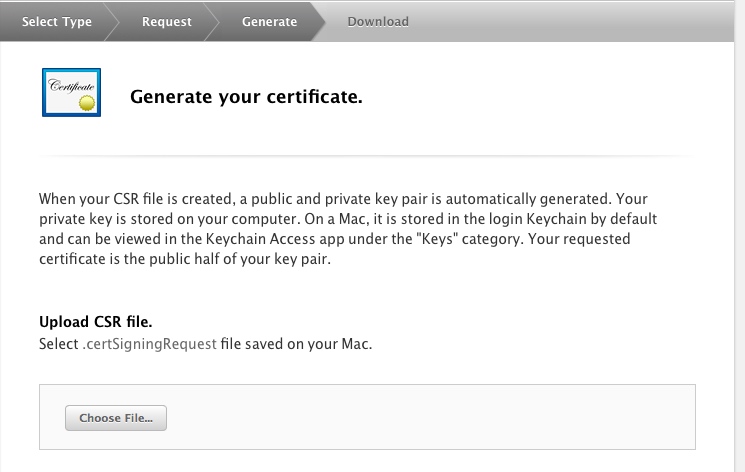 Select Type Request Generate Download
Certificate
Generate your certificate.
When your CSR file is created, a public and private key pair is automatically generated. Your
private key is stored on your computer. On a Mac, it is stored in the login Keychain by default
and can be viewed in the Keychain Access app under the "Keys" category. Your requested
certificate is the public half of your key pair.
Upload CSR file.
Select .certSigningRequest file saved on your Mac.
Choose File...